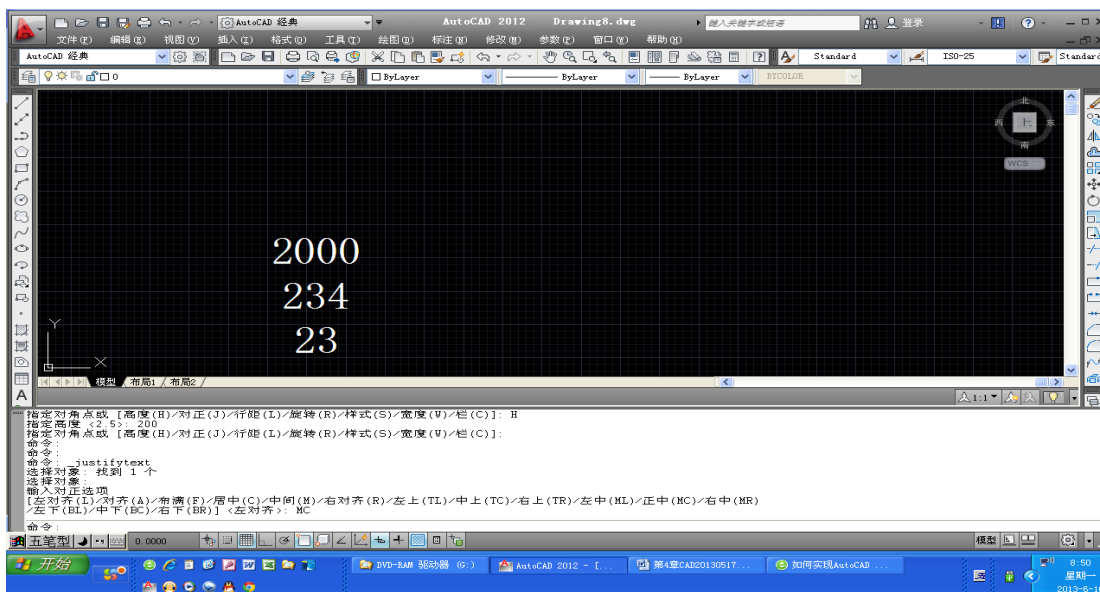 AutoCAD 经典 AutoCAD 2012 Drawing8.dwg 键入关键字或短语 登录
文件(F) 编辑(E) 视图(V) 插入(I) 格式(O) 工具(T) 绘图(D) 标注(N) 修改(M) 参数(P) 窗口(W) 帮助(H)
AutoCAD 经典 Standard ISO-25 Standard
0 ByLayer ByLayer ByLayer BYCOLOR
北
西 上 东
南
WCS
2000
234
23
Y
X
模型 布局1 布局2
A 1:1
指定对角点或 [高度(H)/对正(J)/行距(L)/旋转(R)/样式(S)/宽度(W)/栏(C)]: H
指定高度 <2.5>: 200
指定对角点或 [高度(H)/对正(J)/行距(L)/旋转(R)/样式(S)/宽度(W)/栏(C)]:
命令:
命令:
命令: _justifytext
选择对象: 找到 1 个
选择对象:
输入对正选项
[左对齐(L)/对齐(A)/布满(F)/居中(C)/中间(M)/右对齐(R)/左上(TL)/中上(TC)/右上(TR)/左中(ML)/正中(MC)/右中(MR)
/左下(BL)/中下(BC)/右下(BR)] <左对齐>: MC
命令:
五笔型 0.0000 模型
开始 DVD-RAM 驱动器 (G:) AutoCAD 2012 - [... 第4章CAD20130517... 如何实现AutoCAD ... 8:50
星期一